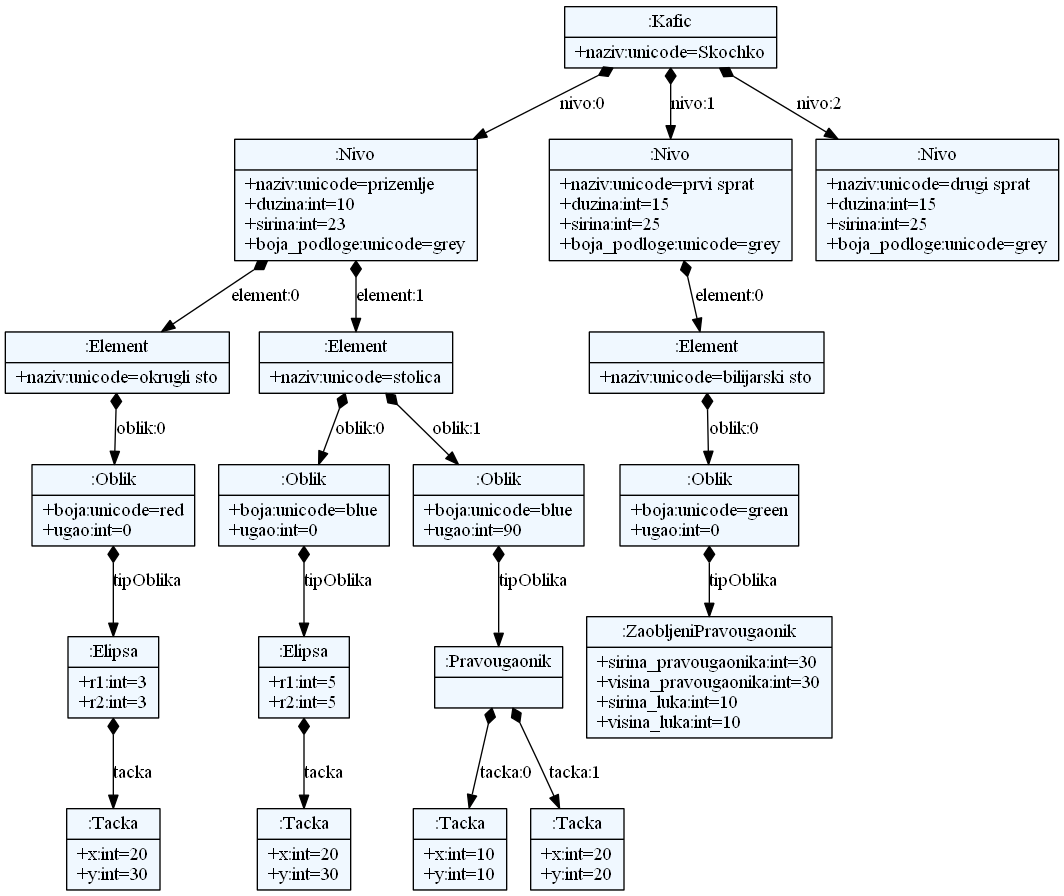 :Kafic
+naziv:unicode=Skochko
nivo:0
nivo:1
nivo:2
:Nivo
+naziv:unicode=prizemlje
+duzina:int=10
+sirina:int=23
+boja_podloge:unicode=grey
:Nivo
+naziv:unicode=prvi sprat
+duzina:int=15
+sirina:int=25
+boja_podloge:unicode=grey
:Nivo
+naziv:unicode=drugi sprat
+duzina:int=15
+sirina:int=25
+boja_podloge:unicode=grey
element:0
element:1
element:0
:Element
+naziv:unicode=okrugli sto
:Element
+naziv:unicode=stolica
:Element
+naziv:unicode=bilijarski sto
oblik:0
oblik:0
oblik:1
oblik:0
:Oblik
+boja:unicode=red
+ugao:int=0
:Oblik
+boja:unicode=blue
+ugao:int=0
:Oblik
+boja:unicode=blue
+ugao:int=90
:Oblik
+boja:unicode=green
+ugao:int=0
tipOblika
tipOblika
tipOblika
tipOblika
:Elipsa
+r1:int=3
+r2:int=3
:Elipsa
+r1:int=5
+r2:int=5
:Pravougaonik
:ZaobljeniPravougaonik
+sirina_pravougaonika:int=30
+visina_pravougaonika:int=30
+sirina_luka:int=10
+visina_luka:int=10
tacka
tacka
tacka:0
tacka:1
:Tacka
+x:int=20
+y:int=30
:Tacka
+x:int=20
+y:int=30
:Tacka
+x:int=10
+y:int=10
:Tacka
+x:int=20
+y:int=20